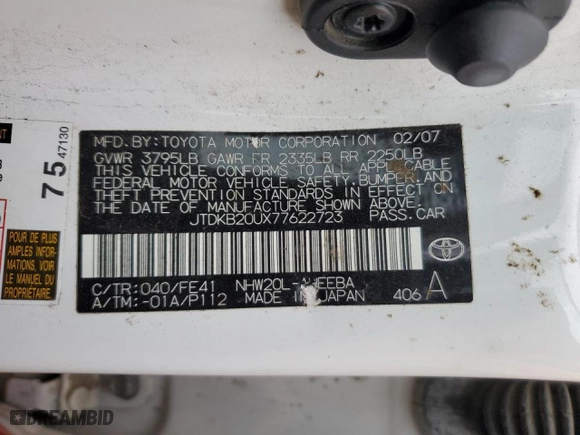 MFD. BY: TOYOTA MOTOR CORPORATION 02/07
GVWR 3795LB GAWR FR 2335LB RR 2250LB
THIS VEHICLE CONFORMS TO ALL APPLICABLE
FEDERAL MOTOR VEHICLE SAFETY, BUMPER, AND
THEFT PREVENTION STANDARDS IN EFFECT ON
THE DATE OF MANUFACTURE SHOWN ABOVE.
JTDKB20UX77622723 PASS. CAR
C/TR: 040/FE41 NHW20L-
A/TM: -01A/P112 MADE IN JAPAN 406 A
75
47130
POUR DE PLUS
AMPLES INFOR-
MATIONS,
VOIR LE MANUEL
DU VEHICULE
DREAMBID